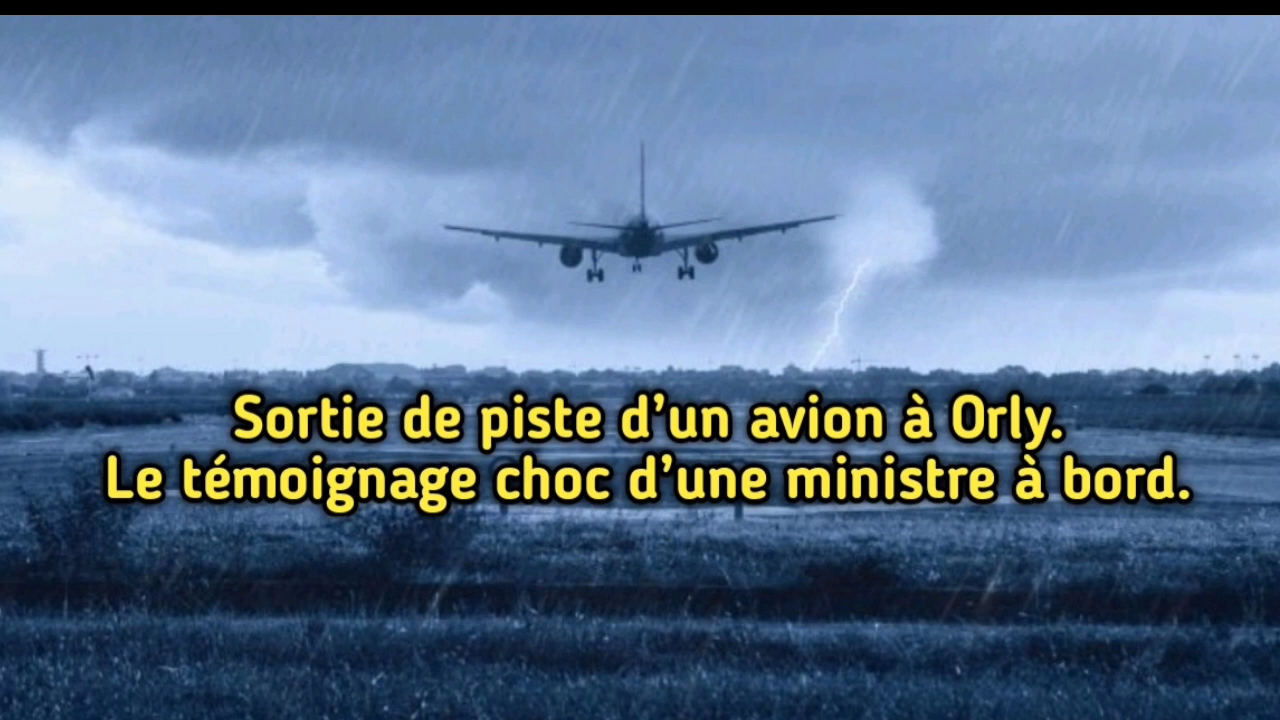 Sortie de piste d’un avion à Orly.
Le témoignage choc d’une ministre à bord.